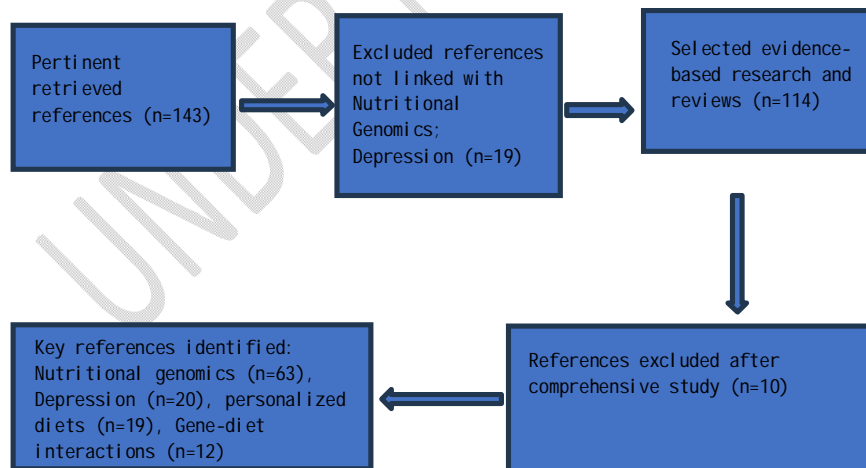 Pertinent
retrieved
references (n=143)
Excluded references
not linked with
Nutritional
Genomics;
Depression (n=19)
Selected evidence-
based research and
reviews (n=114)
References excluded after
comprehensive study (n=10)
Key references identified:
Nutritional genomics (n=63),
Depression (n=20), personalized
diets (n=19), Gene-diet
interactions (n=12)
UNDER